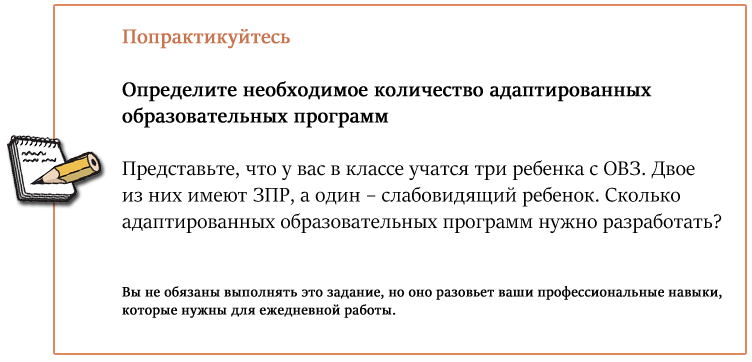 Попрактикуйтесь
Определите необходимое количество адаптированных
образовательных программ
Представьте, что у вас в классе учатся три ребенка с ОВЗ. Двое
из них имеют ЗПР, а один – слабовидящий ребенок. Сколько
адаптированных образовательных программ нужно разработать?
Вы не обязаны выполнять это задание, но оно разовьет ваши профессиональные навыки,
которые нужны для ежедневной работы.